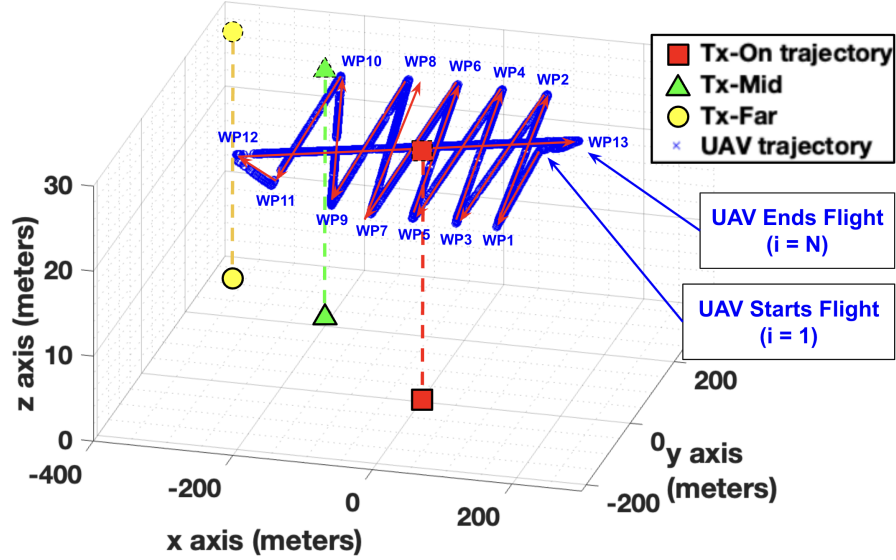 Tx-On trajectory
Tx-Mid
Tx-Far
UAV trajectory
WP10
WP8
WP6
WP4
WP2
WP12
WP13
WP11
WP9
WP7
WP5
WP3
WP1
UAV Ends Flight
(i = N)
UAV Starts Flight
(i = 1)
30
20
10
0
z axis (meters)
-400
-200
0
200
x axis (meters)
200
0
-200
y axis
(meters)